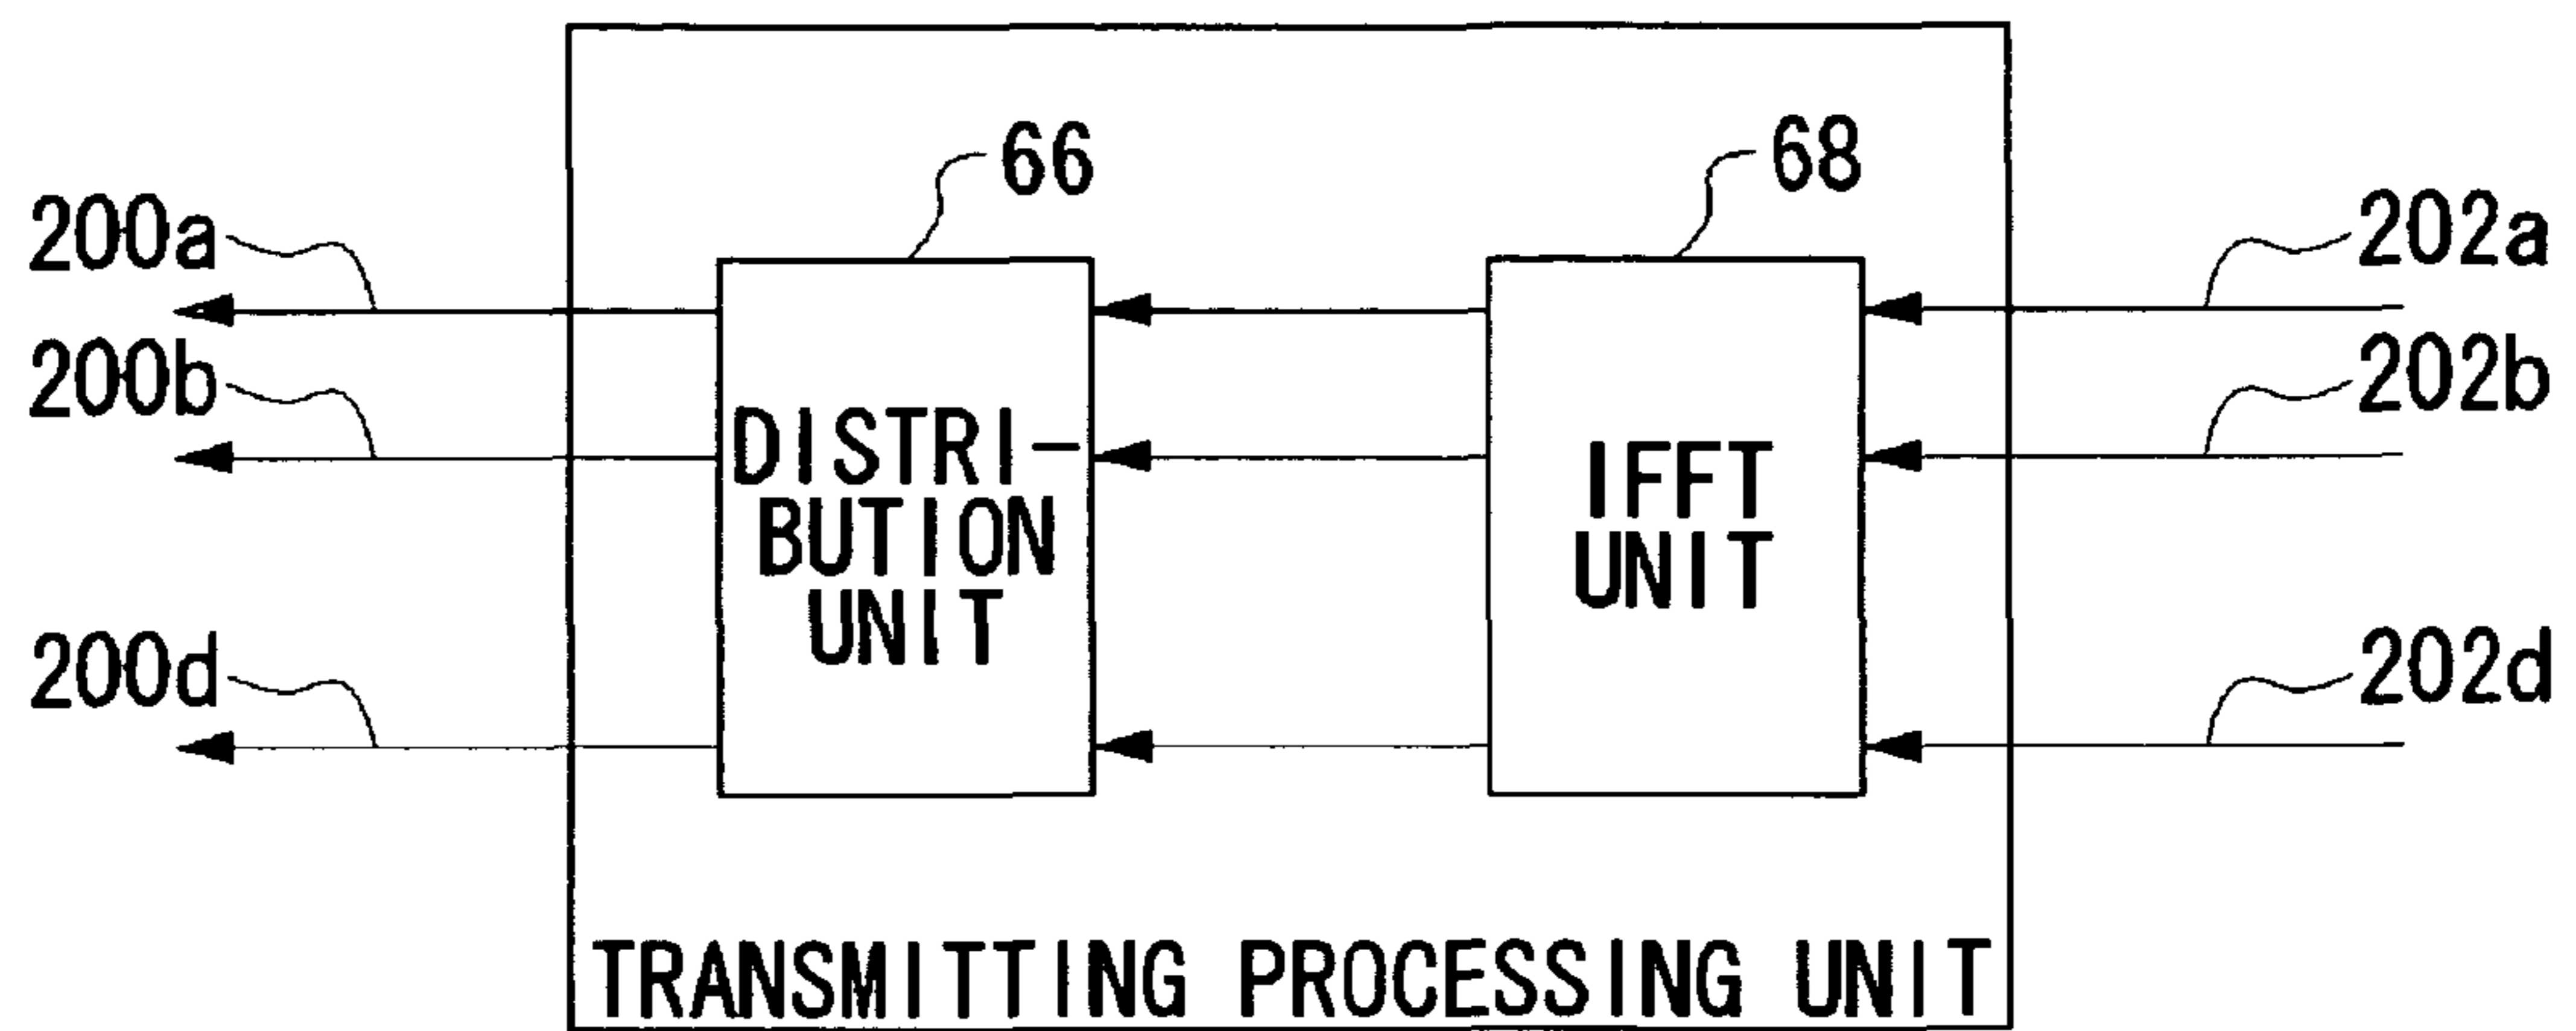 66
68
200a
202a
200b
202b
DISTRI-
BUTION
UNIT
IFFT
UNIT
200d
202d
TRANSMITTING PROCESSING UNIT